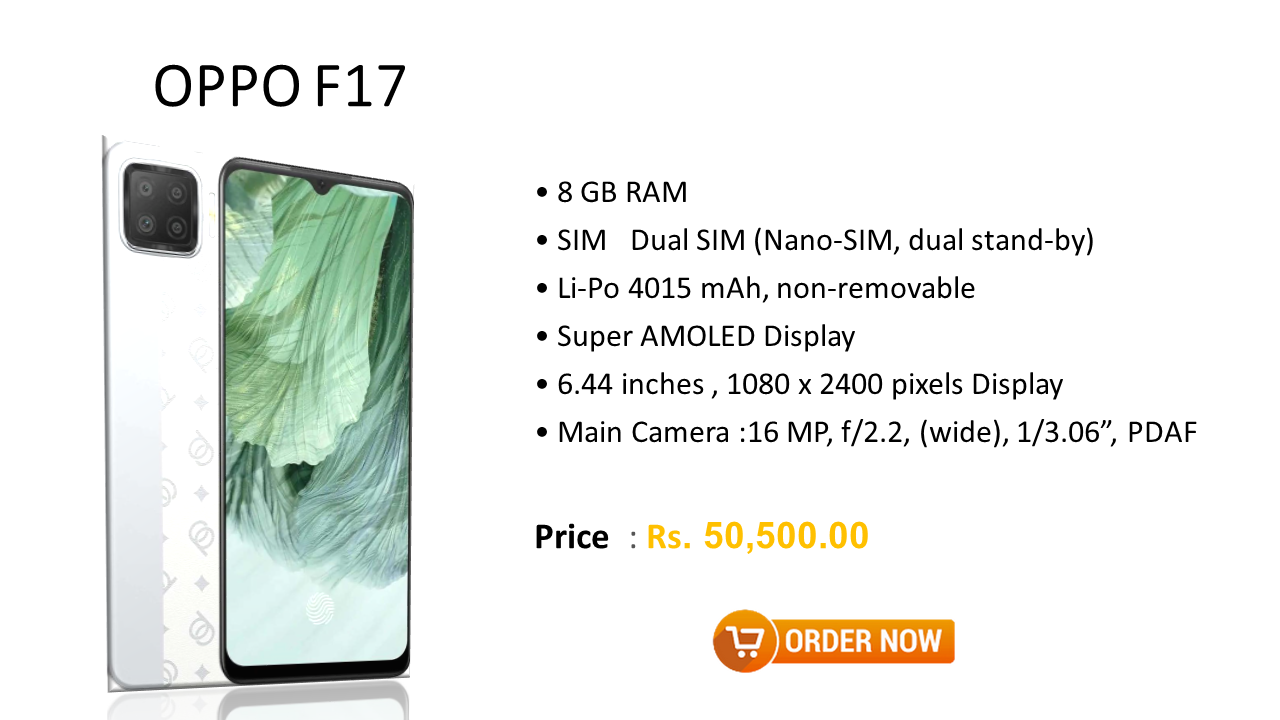 OPPO F17
• 8 GB RAM
• SIM Dual SIM (Nano-SIM, dual stand-by)
• Li-Po 4015 mAh, non-removable
• Super AMOLED Display
• 6.44 inches , 1080 x 2400 pixels Display
• Main Camera :16 MP, f/2.2, (wide), 1/3.06”, PDAF
Price : Rs. 50,500.00
ORDER NOW